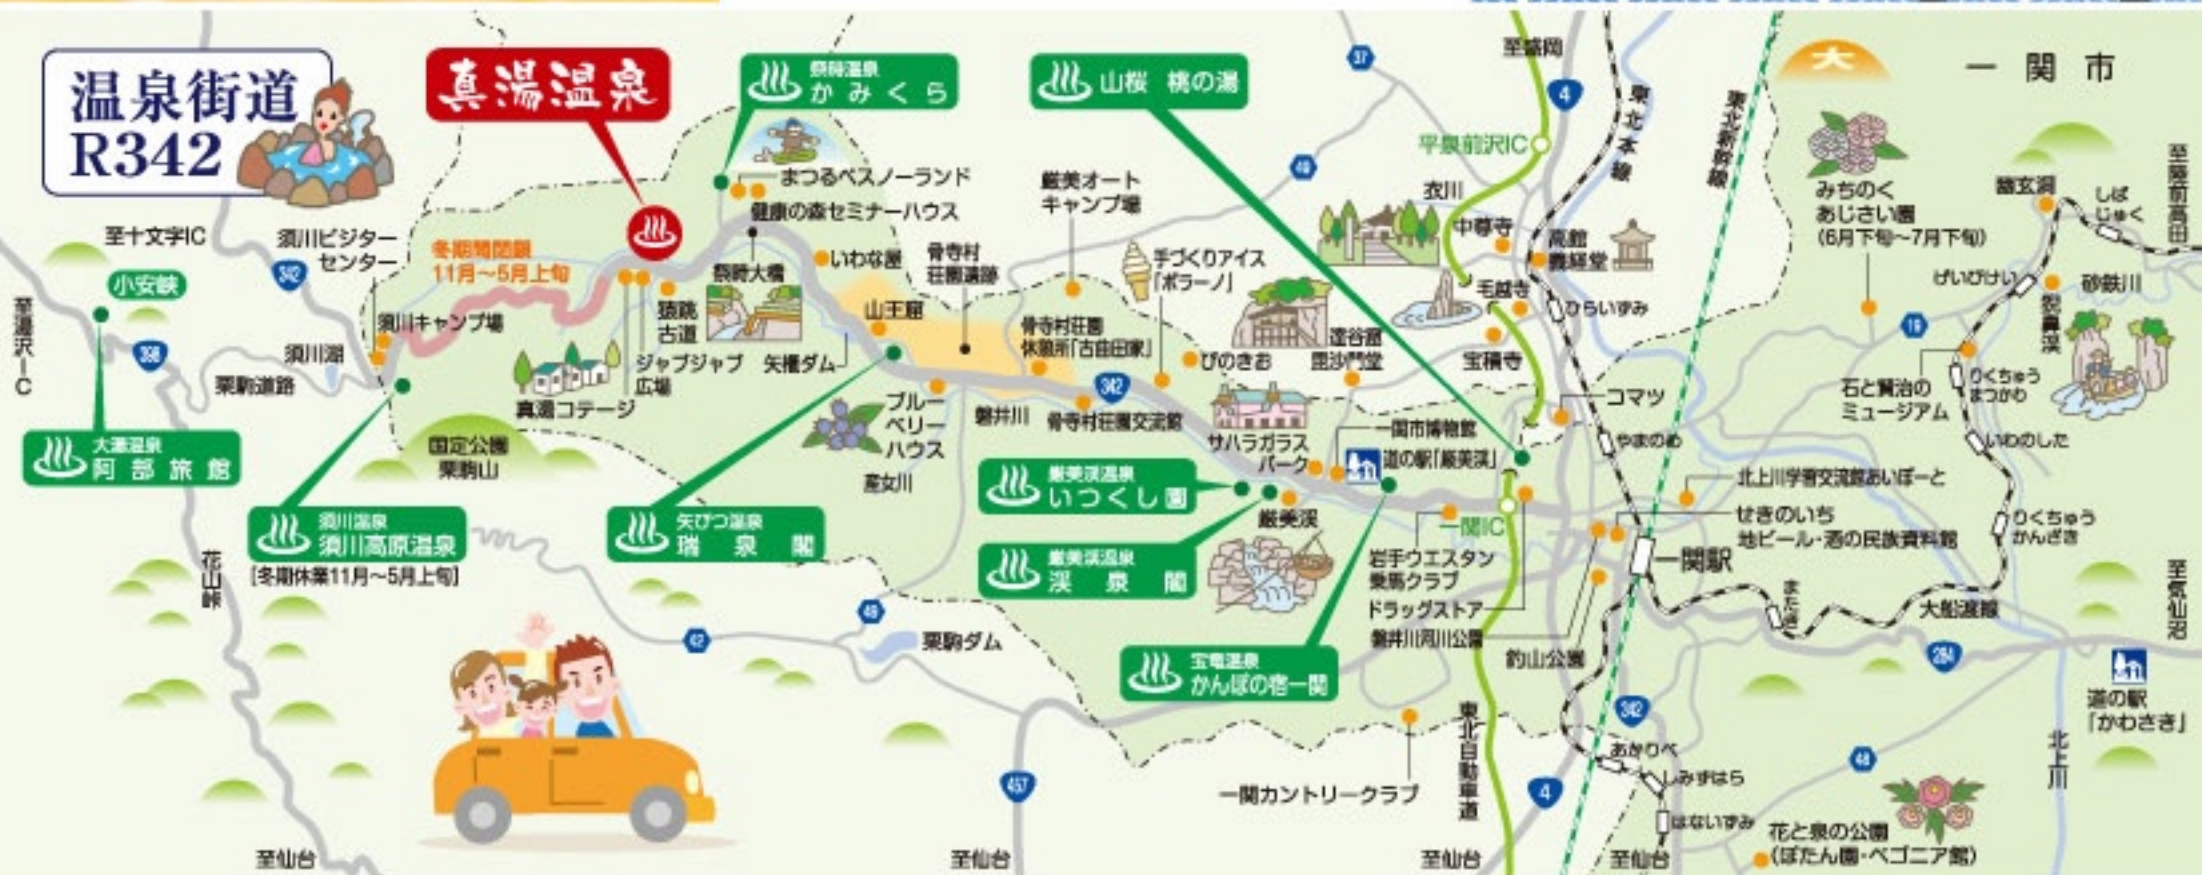 温泉街道
R342
真湯温泉
祭畤温泉
かみくら
山桜 桃の湯
至盛岡
37
4
東北本線
東北新幹線
大
一関市
平泉前沢IC
49
衣川
中尊寺
高館
義経堂
毛越寺
ひらいずみ
宝積寺
みちのく
あじさい園
(6月下旬～7月下旬)
幽玄洞
しば
じゅく
至陸前高田
げいびけい
砂鉄川
猊鼻渓
19
石と賢治の
ミュージアム
りくちゅう
まつかわ
いわのした
りくちゅう
かんざき
至十文字IC
小安峡
342
須川ビジター
センター
冬期間閉鎖
11月～5月上旬
まつるべスノーランド
健康の森セミナーハウス
祭畤大橋
いわな屋
骨寺村
荘園遺跡
厳美オート
キャンプ場
手づくりアイス
「ポラーノ」
達谷窟
毘沙門堂
398
須川湖
栗駒道路
須川キャンプ場
猿跳
古道
ジャブジャブ
広場
真湯コテージ
矢櫃ダム
山王窟
骨寺村荘園
休憩所「古曲田家」
びのきお
342
骨寺村荘園交流館
磐井川
ブルー
ベリー
ハウス
産女川
サハラガラス
パーク
一関市博物館
道の駅「厳美渓」
コマツ
やまのめ
大湯温泉
阿部旅館
国定公園
栗駒山
須川温泉
須川高原温泉
[冬期休業11月～5月上旬]
矢びつ温泉
瑞泉閣
厳美渓温泉
いつくし園
厳美渓温泉
渓泉閣
厳美渓
一関IC
岩手ウエスタン
乗馬クラブ
ドラッグストア
磐井川河川公園
釣山公園
北上川学習交流館あいぽーと
せきのいち
地ビール・酒の民族資料館
一関駅
またき
大船渡線
至気仙沼
284
花山峠
42
49
栗駒ダム
宝竜温泉
かんぽの宿一関
457
一関カントリークラブ
東北自動車道
4
342
あかりべ
しみずはら
はないずみ
48
花と泉の公園
(ぼたん園・ベゴニア館)
北上川
道の駅
「かわさき」
至仙台
至仙台
至仙台
至仙台